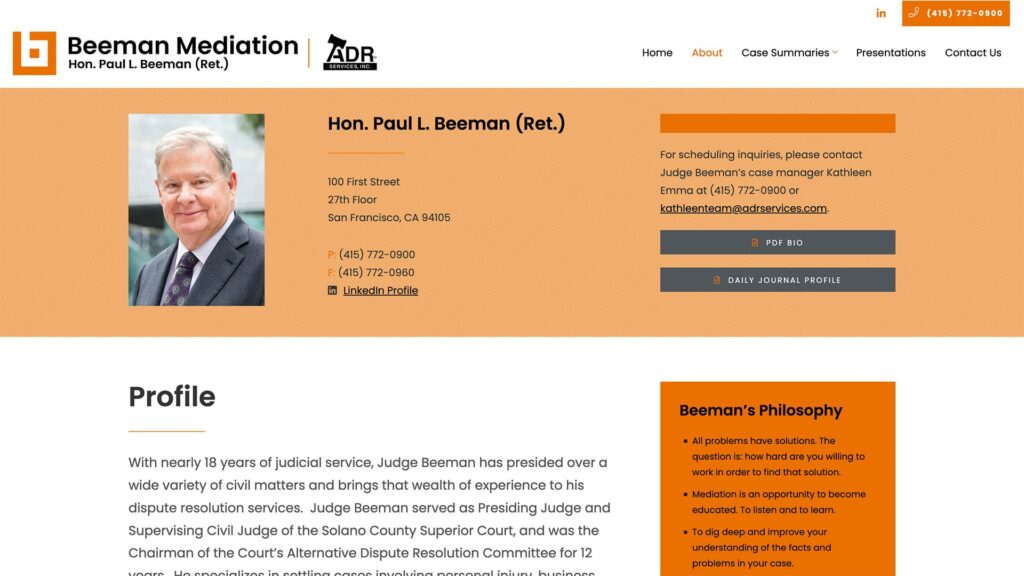 (415) 772-0900
Beeman Mediation
Hon. Paul L. Beeman (Ret.)
ADR
SERVICES, INC.
Home
About
Case Summaries
Presentations
Contact Us
Hon. Paul L. Beeman (Ret.)
100 First Street
27th Floor
San Francisco, CA 94105
P: (415) 772-0900
F: (415) 772-0960
LinkedIn Profile
For scheduling inquiries, please contact
Judge Beeman’s case manager Kathleen
Emma at (415) 772-0900 or
kathleenteam@adrservices.com.
PDF BIO
DAILY JOURNAL PROFILE
Profile
With nearly 18 years of judicial service, Judge Beeman has presided over a
wide variety of civil matters and brings that wealth of experience to his
dispute resolution services.  Judge Beeman served as Presiding Judge and
Supervising Civil Judge of the Solano County Superior Court, and was the
Chairman of the Court’s Alternative Dispute Resolution Committee for 12
years.  He specializes in settling cases involving personal injury, business
Beeman’s Philosophy
All problems have solutions. The
question is: how hard are you willing to
work in order to find that solution.
Mediation is an opportunity to become
educated. To listen and to learn.
To dig deep and improve your
understanding of the facts and
problems in your case.